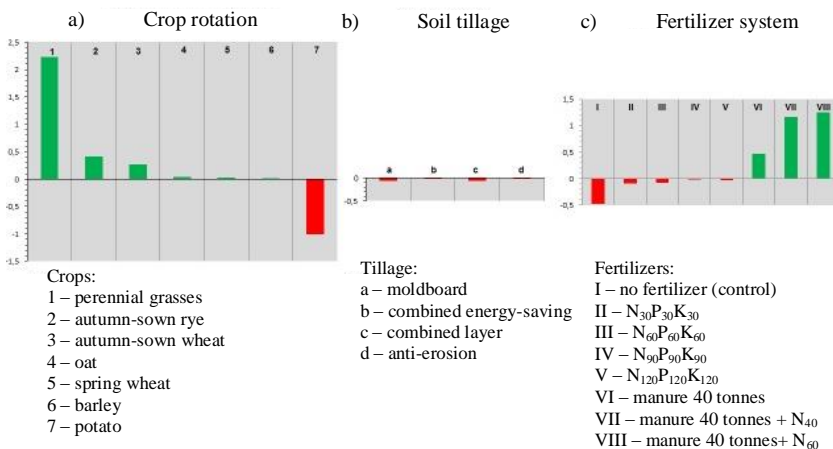 a) Crop rotation b) Soil tillage c) Fertilizer system
2,5
2
1,5
1
0,5
0
-0,5
-1
-1,5
1 2 3 4 5 6 7
0
-0,5
a b c d
1,5
1
0,5
0
-0,5
I II III IV V VI VII VIII
Crops:
1 – perennial grasses
2 – autumn-sown rye
3 – autumn-sown wheat
4 – oat
5 – spring wheat
6 – barley
7 – potato
Tillage:
a – moldboard
b – combined energy-saving
c – combined layer
d – anti-erosion
Fertilizers:
I – no fertilizer (control)
II – N₃₀P₃₀K₃₀
III – N₆₀P₆₀K₆₀
IV – N₉₀P₉₀K₉₀
V – N₁₂₀P₁₂₀K₁₂₀
VI – manure 40 tonnes
VII – manure 40 tonnes + N₄₀
VIII – manure 40 tonnes+ N₆₀